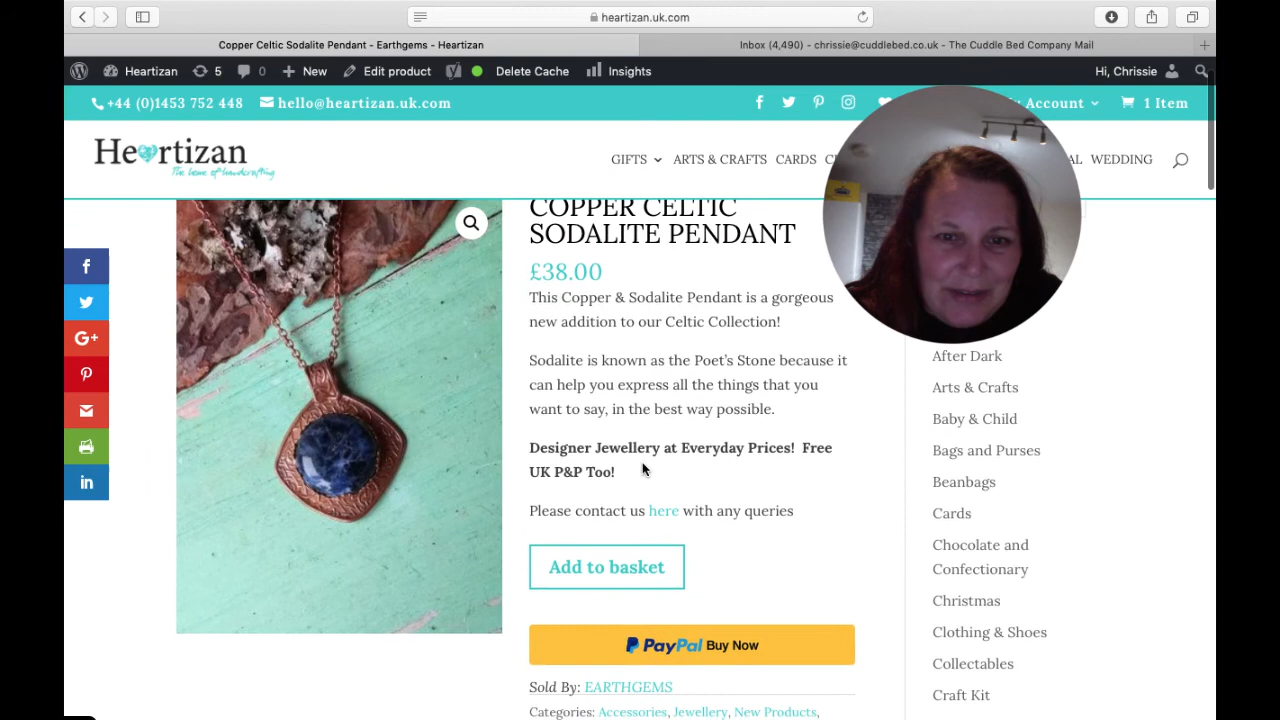 heartizan.uk.com
Copper Celtic Sodalite Pendant - Earthgems - Heartizan
Inbox (4,490) - chrissie@cuddlebed.co.uk - The Cuddle Bed Company Mail
Heartizan 5 0 New Edit product Delete Cache Insights Hi, Chrissie
+44 (0)1453 752 448 hello@heartizan.uk.com Account 1 Item
Heartizan
The home of handcrafting
GIFTS ARTS & CRAFTS CARDS WEDDING
COPPER CELTIC
SODALITE PENDANT
£38.00
This Copper & Sodalite Pendant is a gorgeous
new addition to our Celtic Collection!
Sodalite is known as the Poet's Stone because it
can help you express all the things that you
want to say, in the best way possible.
Designer Jewellery at Everyday Prices! Free
UK P&P Too!
Please contact us here with any queries
Add to basket
PayPal Buy Now
Sold By: EARTHGEMS
Categories: Accessories, Jewellery, New Products,
After Dark
Arts & Crafts
Baby & Child
Bags and Purses
Beanbags
Cards
Chocolate and
Confectionary
Christmas
Clothing & Shoes
Collectables
Craft Kit